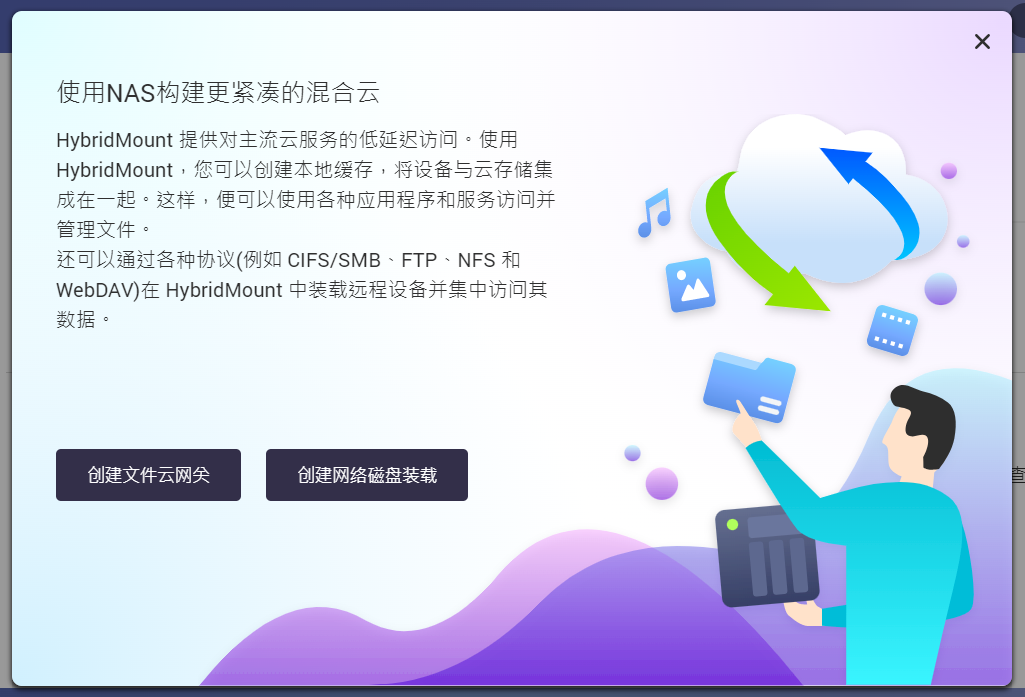 使用NAS构建更紧凑的混合云
HybridMount 提供对主流云服务的低延迟访问。使用
HybridMount，您可以创建本地缓存，将设备与云存储集
成在一起。这样，便可以使用各种应用程序和服务访问并
管理文件。
还可以通过各种协议(例如 CIFS/SMB、FTP、NFS 和
WebDAV)在 HybridMount 中装载远程设备并集中访问其
数据。
创建文件云网关
创建网络磁盘装载
查